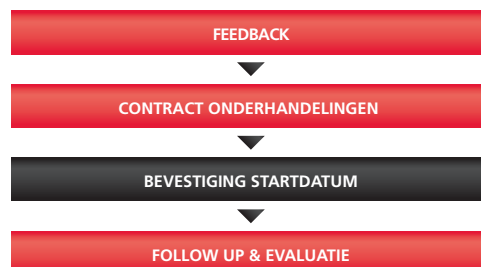 FEEDBACK
CONTRACT ONDERHANDELINGEN
BEVESTIGING STARTDATUM
FOLLOW UP & EVALUATIE